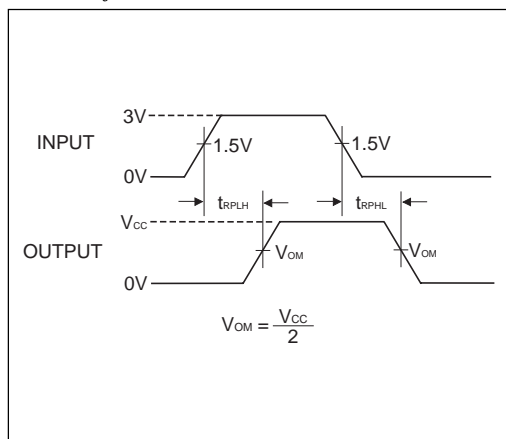 3V
INPUT
1.5V
1.5V
0V
tRPLH
tRPHL
VCC
OUTPUT
VOM
VOM
0V
VOM = VCC
2